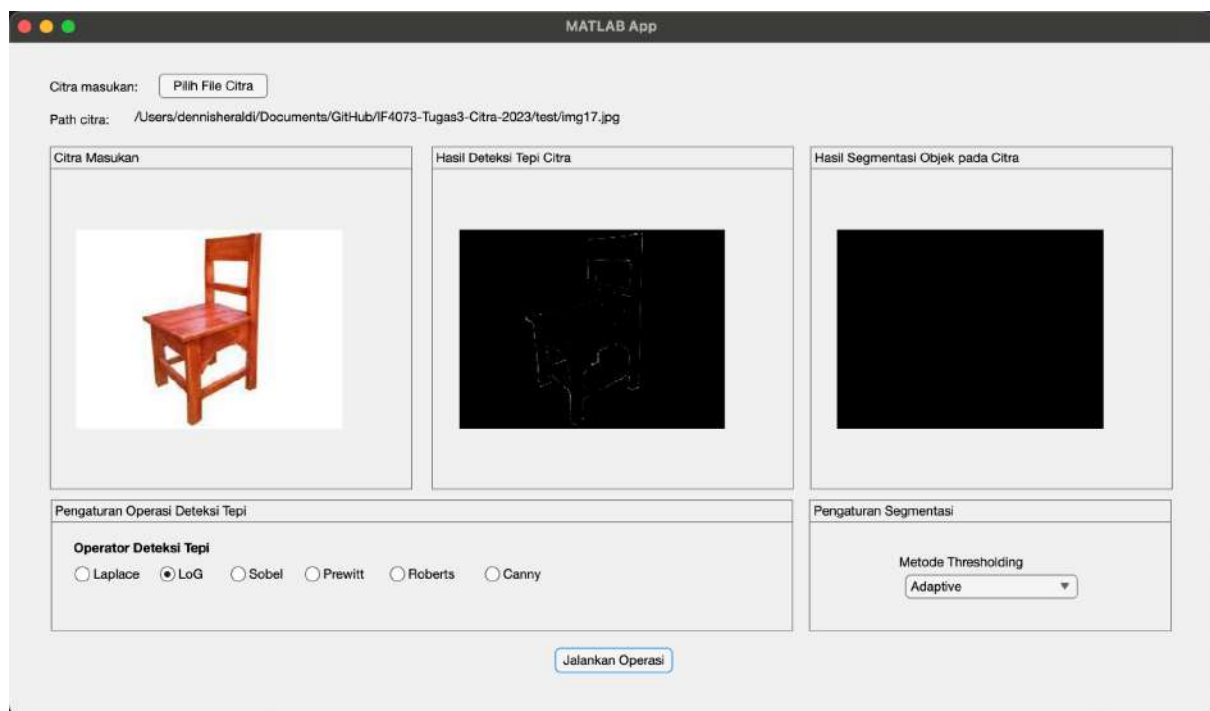 MATLAB App
Citra masukan: Pilih File Citra
Path citra: /Users/dennisheraldi/Documents/GitHub/IF4073-Tugas3-Citra-2023/test/img17.jpg
Citra Masukan
Hasil Deteksi Tepi Citra
Hasil Segmentasi Objek pada Citra
Pengaturan Operasi Deteksi Tepi
Operator Deteksi Tepi
Laplace LoG Sobel Prewitt Roberts Canny
Pengaturan Segmentasi
Metode Thresholding
Adaptive
Jalankan Operasi